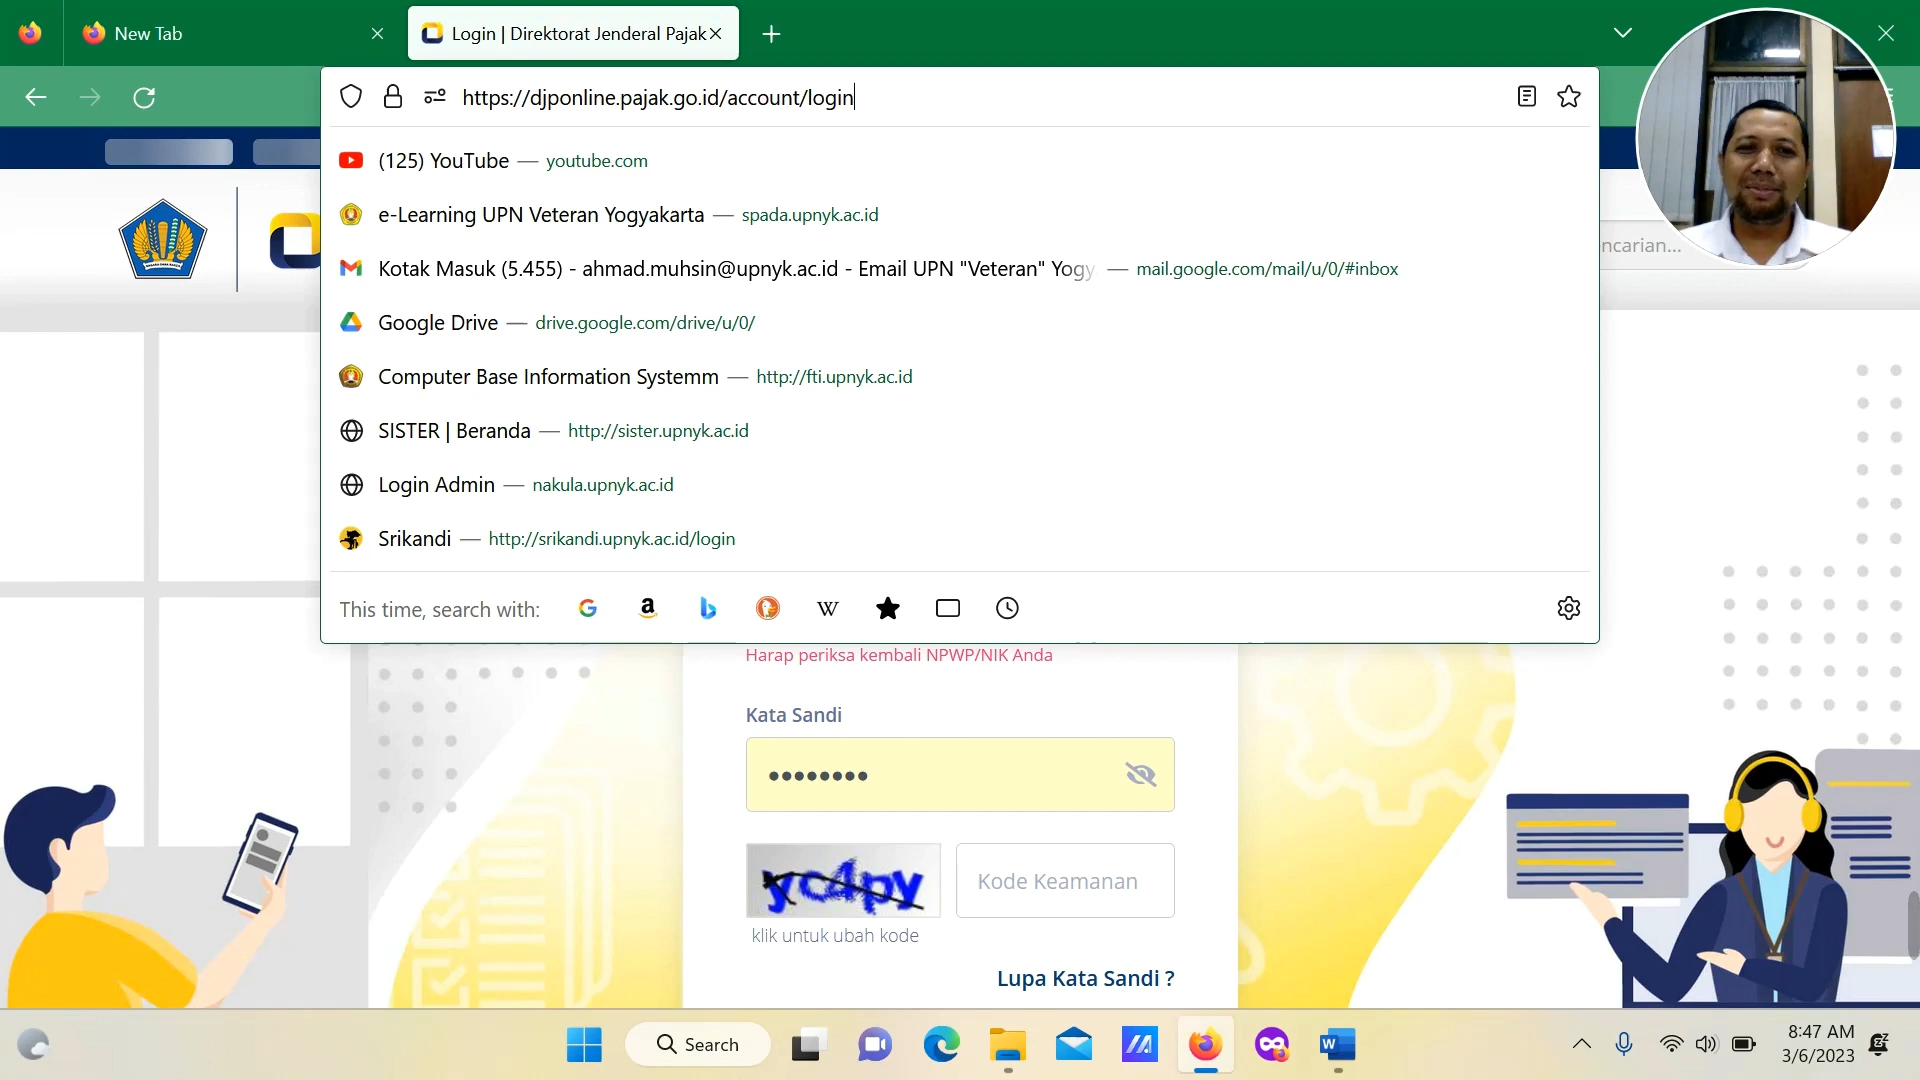 New Tab
Login | Direktorat Jenderal Pajak
https://djponline.pajak.go.id/account/login
(125) YouTube — youtube.com
e-Learning UPN Veteran Yogyakarta — spada.upnyk.ac.id
Kotak Masuk (5.455) - ahmad.muhsin@upnyk.ac.id - Email UPN "Veteran" Yogy — mail.google.com/mail/u/0/#inbox
ncarian...
Google Drive — drive.google.com/drive/u/0/
Computer Base Information Systemm — http://fti.upnyk.ac.id
SISTER | Beranda — http://sister.upnyk.ac.id
Login Admin — nakula.upnyk.ac.id
Srikandi — http://srikandi.upnyk.ac.id/login
This time, search with:
Harap periksa kembali NPWP/NIK Anda
Kata Sandi
yc4py
Kode Keamanan
klik untuk ubah kode
Lupa Kata Sandi ?
Search
8:47 AM
3/6/2023